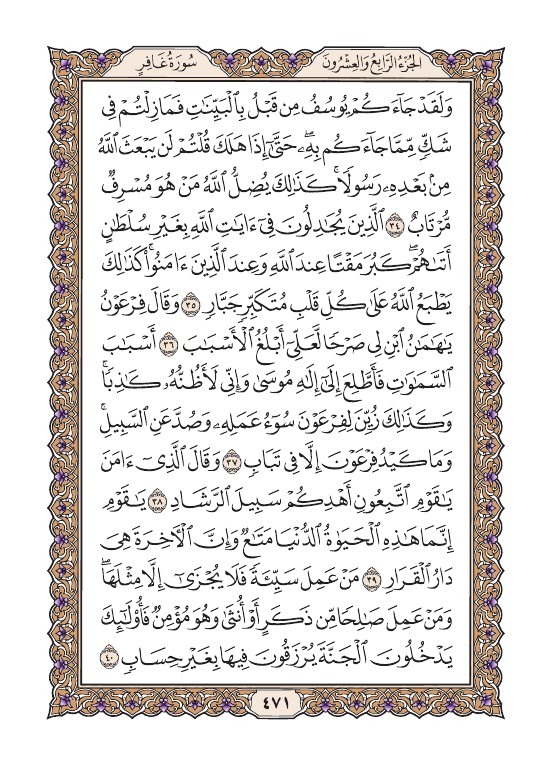 الجُزْءُ الرَّابِعُ وَالعِشْرُونَ
سُورَةُ غَافِرٍ
وَلَقَدْ جَآءَكُمْ يُوسُفُ مِن قَبْلُ بِالْبَيِّنَٰتِ فَمَا زِلْتُمْ فِى
شَكٍّ مِّمَّا جَآءَكُم بِهِۦ ۖ حَتَّىٰٓ إِذَا هَلَكَ قُلْتُمْ لَن يَبْعَثَ ٱللَّهُ
مِنۢ بَعْدِهِۦ رَسُولًا ۚ كَذَٰلِكَ يُضِلُّ ٱللَّهُ مَنْ هُوَ مُسْرِفٌ
مُّرْتَابٌ ٣٤ ٱلَّذِينَ يُجَٰدِلُونَ فِىٓ ءَايَٰتِ ٱللَّهِ بِغَيْرِ سُلْطَٰنٍ
أَتَىٰهُمْ ۖ كَبُرَ مَقْتًا عِندَ ٱللَّهِ وَعِندَ ٱلَّذِينَ ءَامَنُوا۟ ۚ كَذَٰلِكَ
يَطْبَعُ ٱللَّهُ عَلَىٰ كُلِّ قَلْبِ مُتَكَبِّرٍ جَبَّارٍ ٣٥ وَقَالَ فِرْعَوْنُ
يَٰهَٰمَٰنُ ٱبْنِ لِى صَرْحًا لَّعَلِّىٓ أَبْلُغُ ٱلْأَسْبَٰبَ ٣٦ أَسْبَٰبَ
ٱلسَّمَٰوَٰتِ فَأَطَّلِعَ إِلَىٰٓ إِلَٰهِ مُوسَىٰ وَإِنِّى لَأَظُنُّهُۥ كَٰذِبًا ۚ
وَكَذَٰلِكَ زُيِّنَ لِفِرْعَوْنَ سُوٓءُ عَمَلِهِۦ وَصُدَّ عَنِ ٱلسَّبِيلِ ۚ
وَمَا كَيْدُ فِرْعَوْنَ إِلَّا فِى تَبَابٍ ٣٧ وَقَالَ ٱلَّذِىٓ ءَامَنَ
يَٰقَوْمِ ٱتَّبِعُونِ أَهْدِكُمْ سَبِيلَ ٱلرَّشَادِ ٣٨ يَٰقَوْمِ
إِنَّمَا هَٰذِهِ ٱلْحَيَوٰةُ ٱلدُّنْيَا مَتَٰعٌ وَإِنَّ ٱلْءَاخِرَةَ هِىَ
دَارُ ٱلْقَرَارِ ٣٩ مَنْ عَمِلَ سَيِّئَةً فَلَا يُجْزَىٰٓ إِلَّا مِثْلَهَا ۖ
وَمَنْ عَمِلَ صَٰلِحًا مِّن ذَكَرٍ أَوْ أُنثَىٰ وَهُوَ مُؤْمِنٌ فَأُو۟لَٰٓئِكَ
يَدْخُلُونَ ٱلْجَنَّةَ يُرْزَقُونَ فِيهَا بِغَيْرِ حِسَابٍ ٤٠
٤٧١